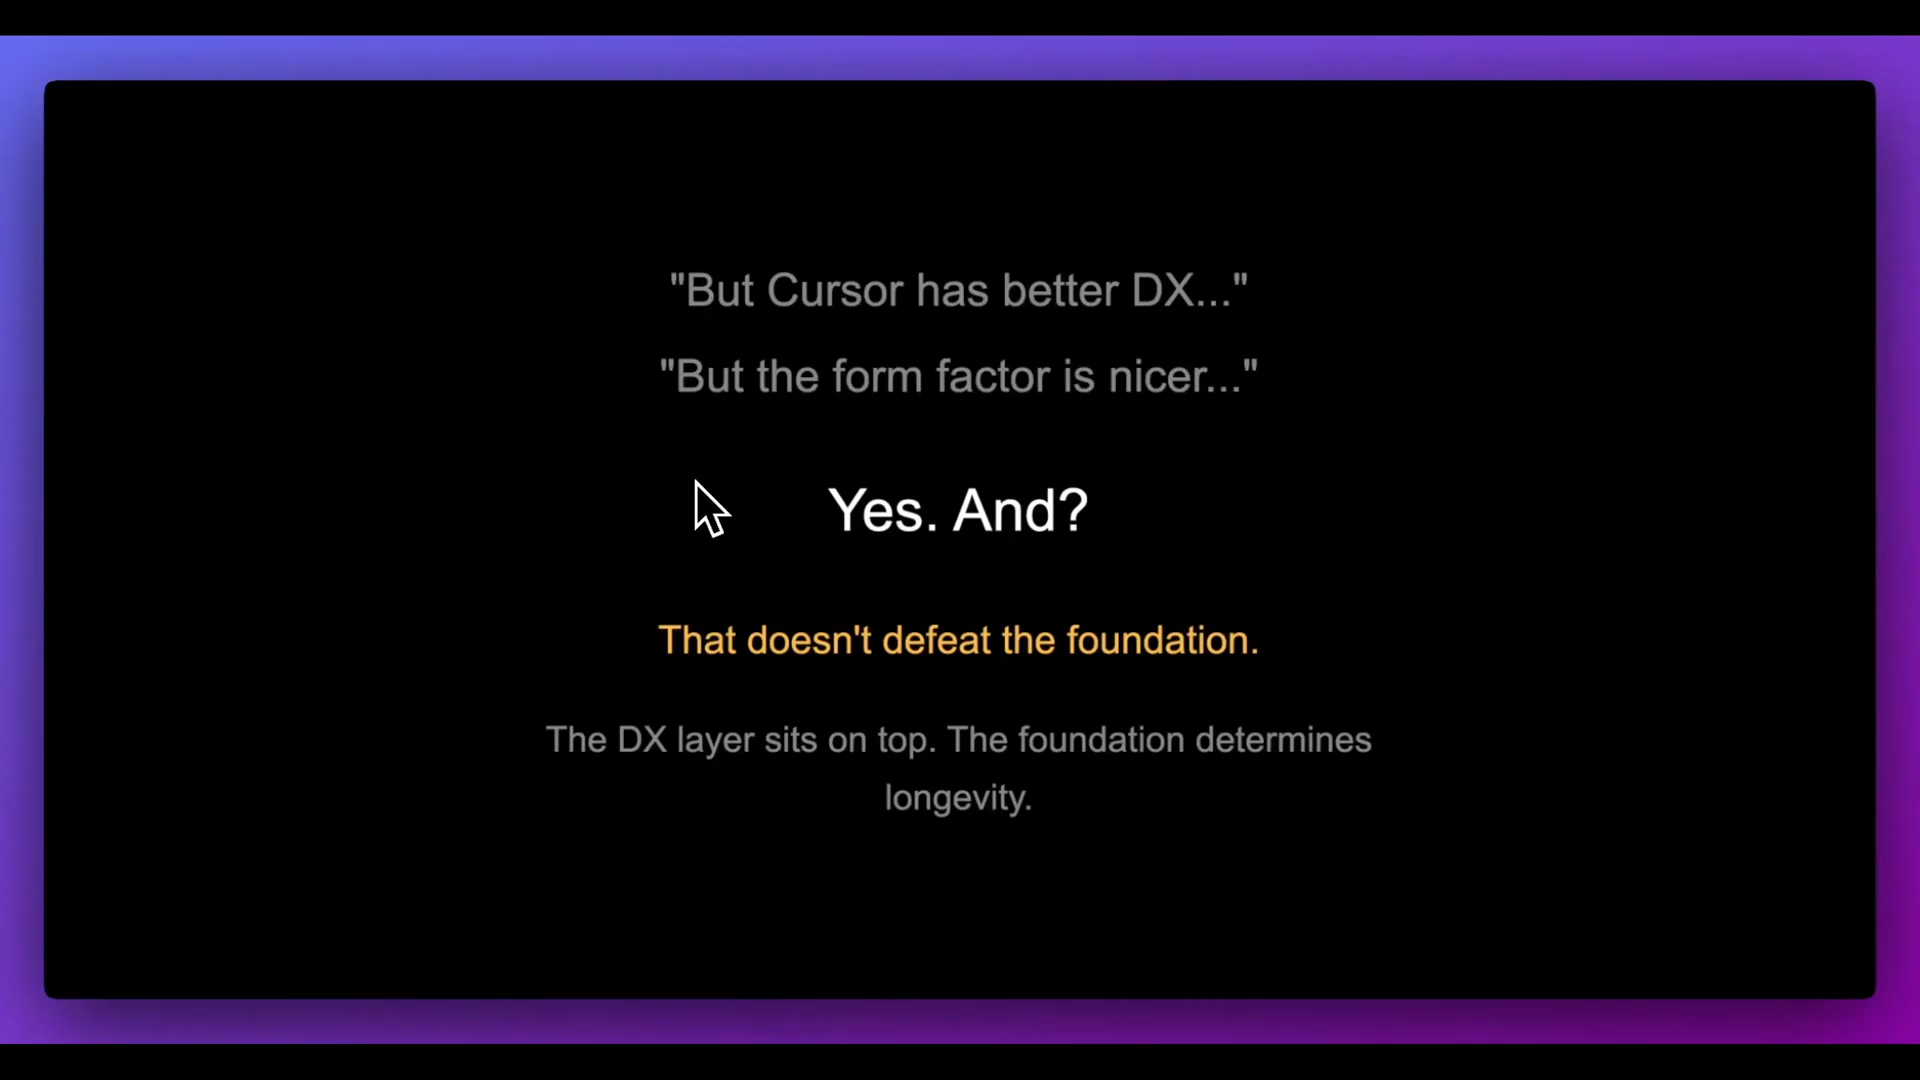 "But Cursor has better DX..."
"But the form factor is nicer..."
Yes. And?
That doesn't defeat the foundation.
The DX layer sits on top. The foundation determines
longevity.